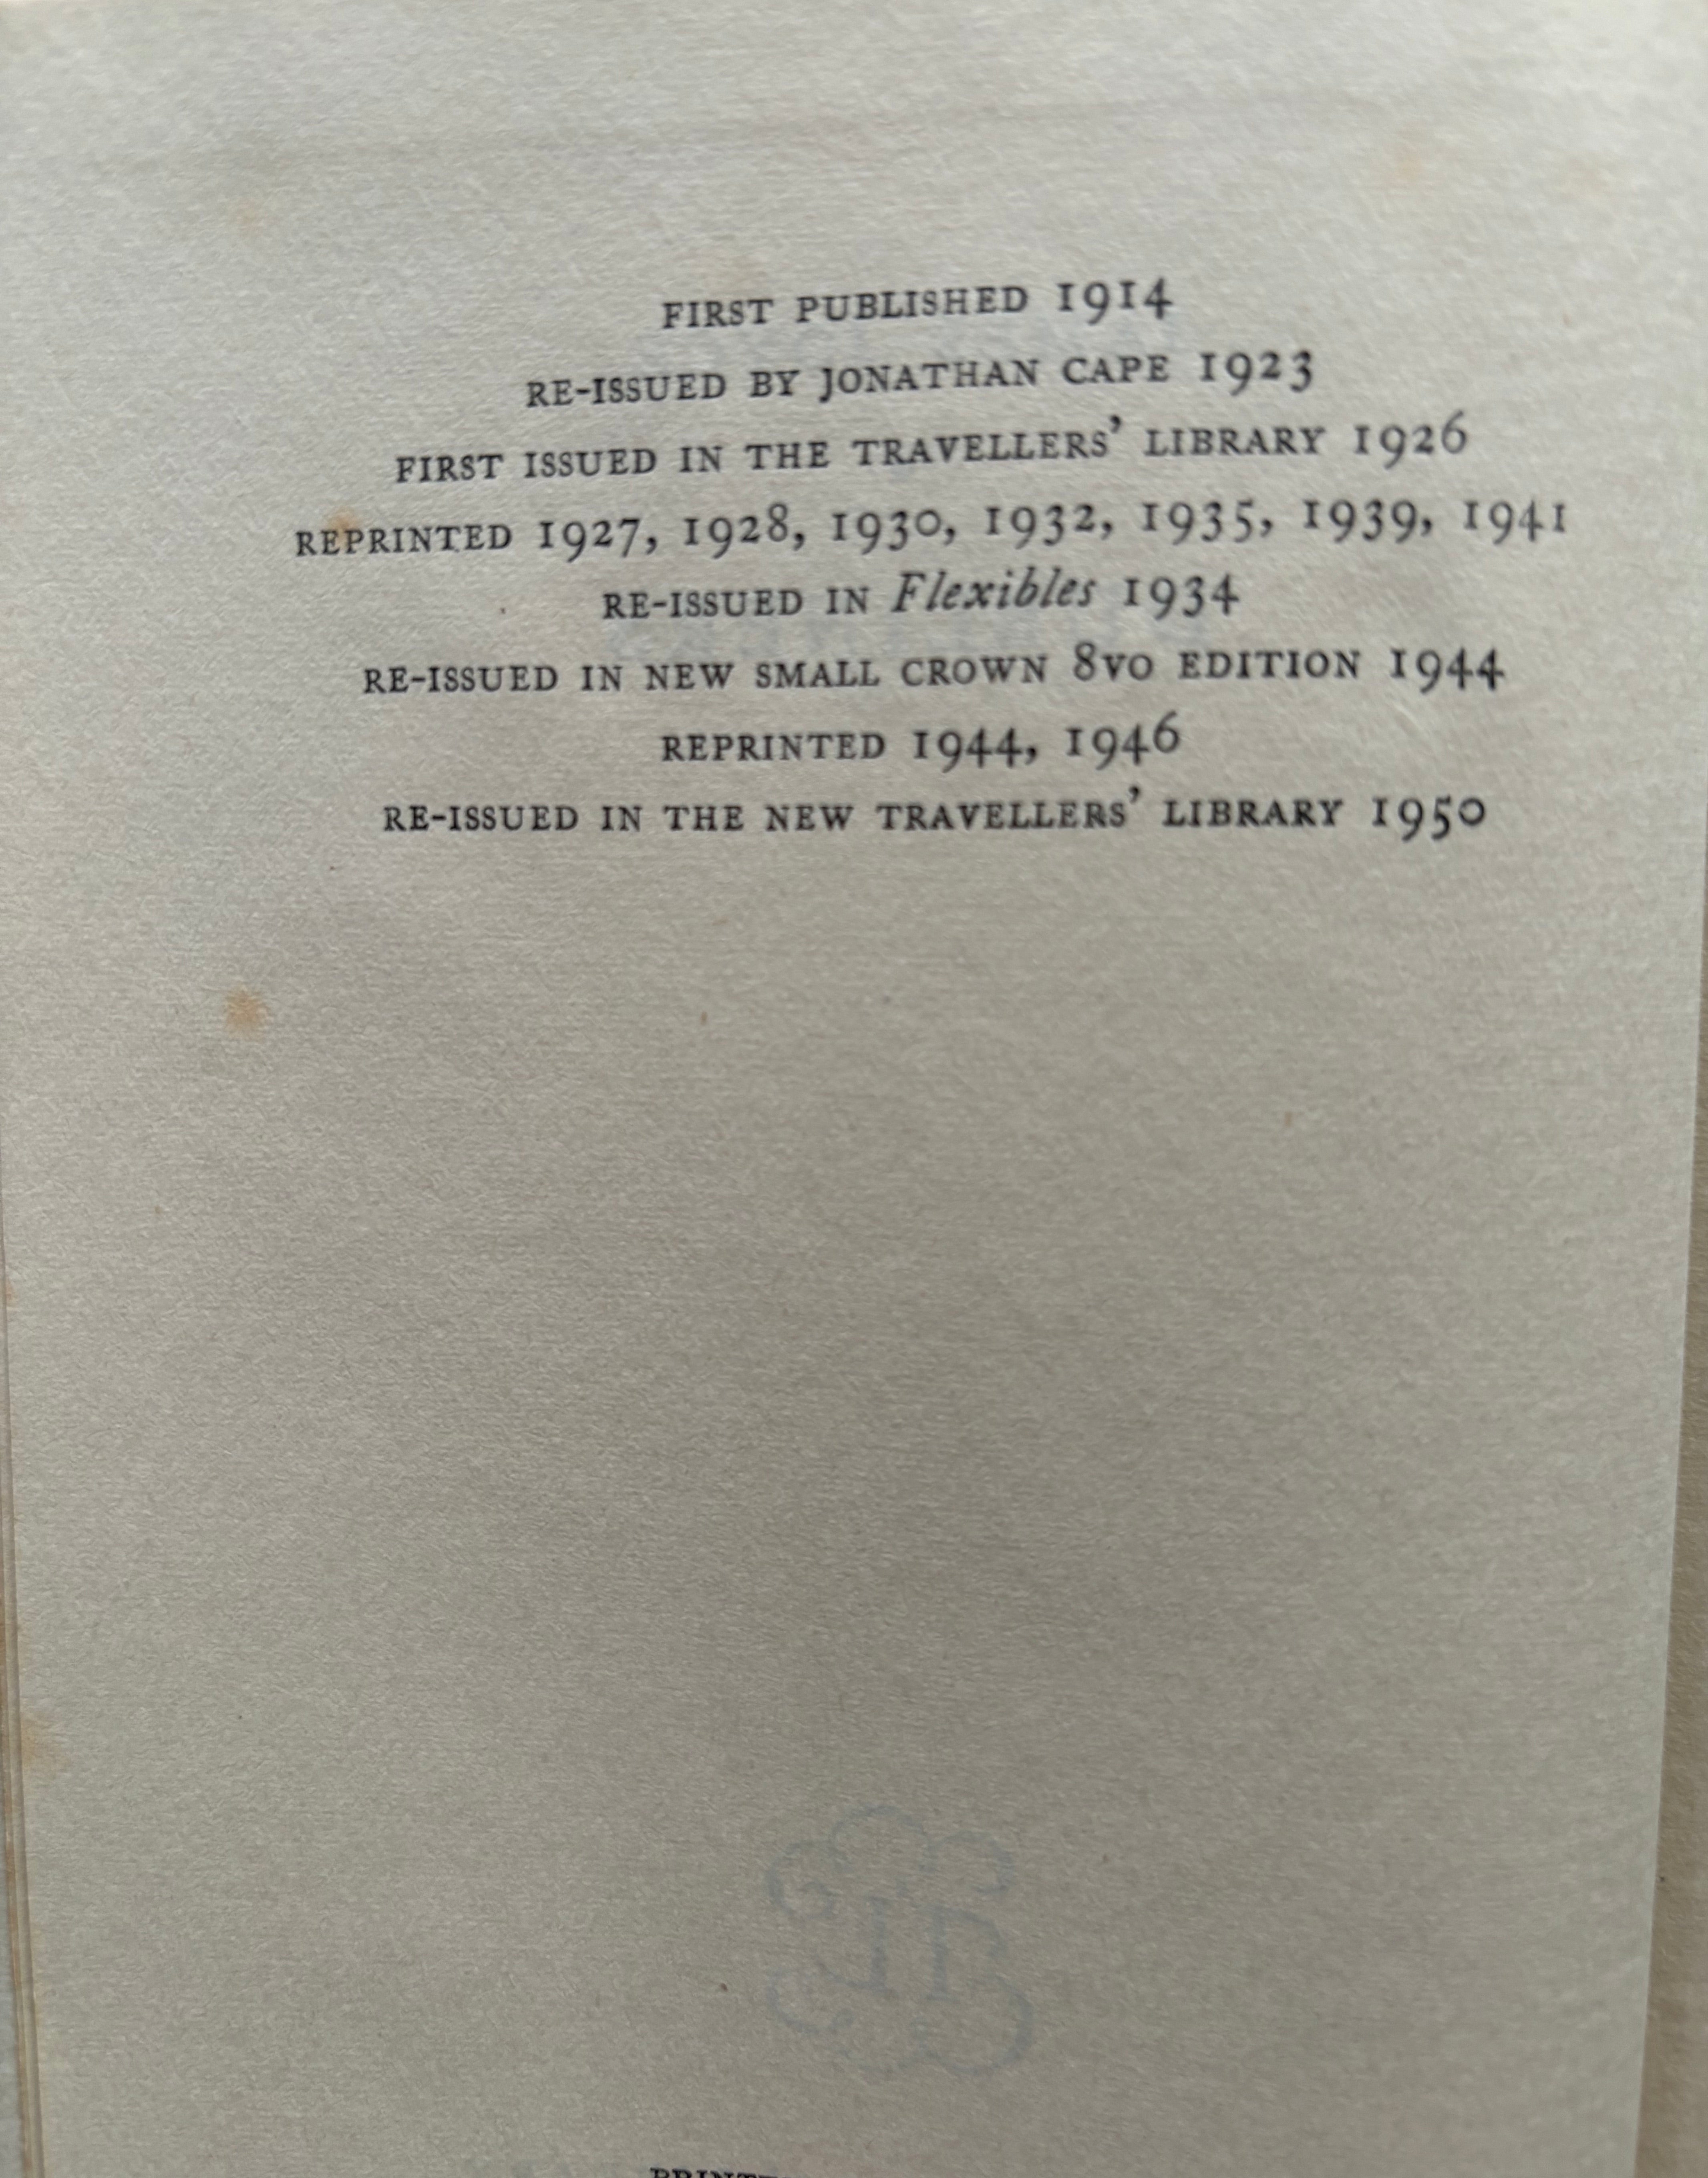 FIRST PUBLISHED 1914
RE-ISSUED BY JONATHAN CAPE 1923
FIRST ISSUED IN THE TRAVELLERS' LIBRARY 1926
REPRINTED 1927, 1928, 1930, 1932, 1935, 1939, 1941
RE-ISSUED IN Flexibles 1934
RE-ISSUED IN NEW SMALL CROWN 8VO EDITION 1944
REPRINTED 1944, 1946
RE-ISSUED IN THE NEW TRAVELLERS' LIBRARY 1950